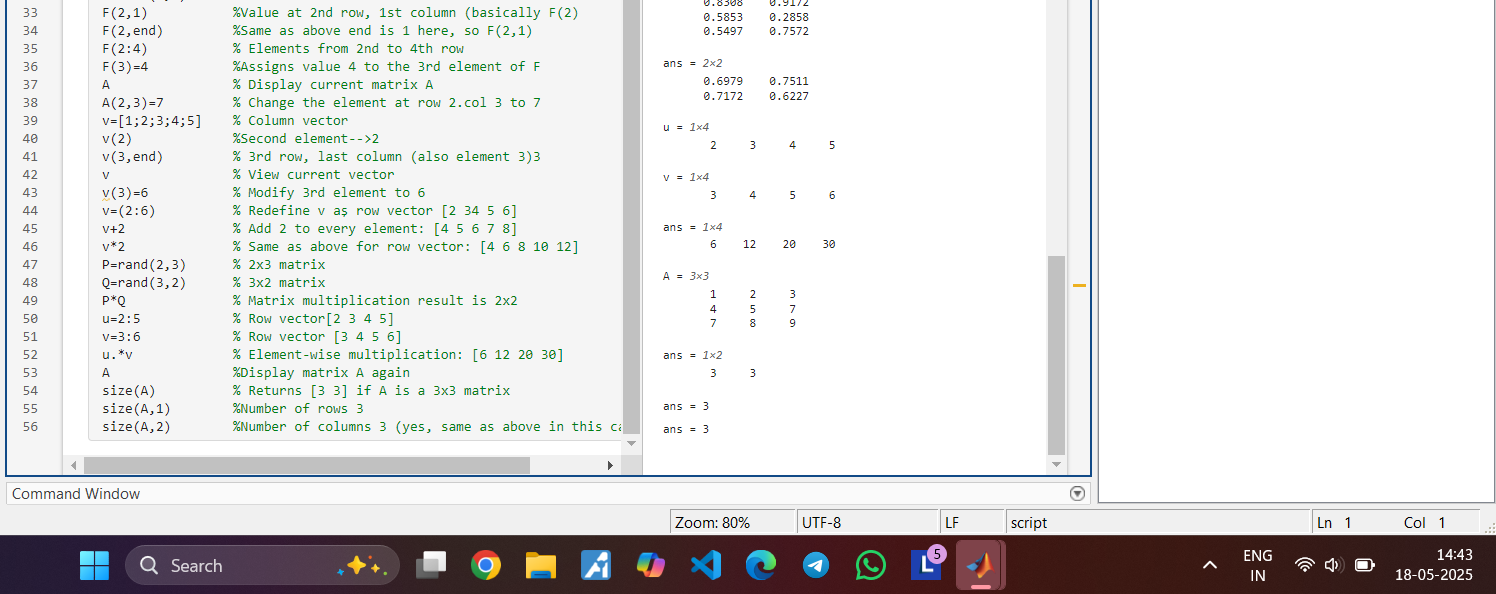 33 F(2,1) %Value at 2nd row, 1st column (basically F(2)
34 F(2,end) %Same as above end is 1 here, so F(2,1)
35 F(2:4) % Elements from 2nd to 4th row
36 F(3)=4 %Assigns value 4 to the 3rd element of F
37 A % Display current matrix A
38 A(2,3)=7 % Change the element at row 2.col 3 to 7
39 v=[1;2;3;4;5] % Column vector
40 v(2) %Second element-->2
41 v(3,end) % 3rd row, last column (also element 3)3
42 v % View current vector
43 v(3)=6 % Modify 3rd element to 6
44 v=(2:6) % Redefine v aş row vector [2 34 5 6]
45 v+2 % Add 2 to every element: [4 5 6 7 8]
46 v*2 % Same as above for row vector: [4 6 8 10 12]
47 P=rand(2,3) % 2x3 matrix
48 Q=rand(3,2) % 3x2 matrix
49 P*Q % Matrix multiplication result is 2x2
50 u=2:5 % Row vector[2 3 4 5]
51 v=3:6 % Row vector [3 4 5 6]
52 u.*v % Element-wise multiplication: [6 12 20 30]
53 A %Display matrix A again
54 size(A) % Returns [3 3] if A is a 3x3 matrix
55 size(A,1) %Number of rows 3
56 size(A,2) %Number of columns 3 (yes, same as above in this ca
0.8308 0.9172
0.5853 0.2858
0.5497 0.7572
ans = 2×2
0.6979 0.7511
0.7172 0.6227
u = 1×4
2 3 4 5
v = 1×4
3 4 5 6
ans = 1×4
6 12 20 30
A = 3×3
1 2 3
4 5 7
7 8 9
ans = 1×2
3 3
ans = 3
ans = 3
Command Window
Zoom: 80% UTF-8 LF script Ln 1 Col 1
Search
L 5
ENG
IN
14:43
18-05-2025